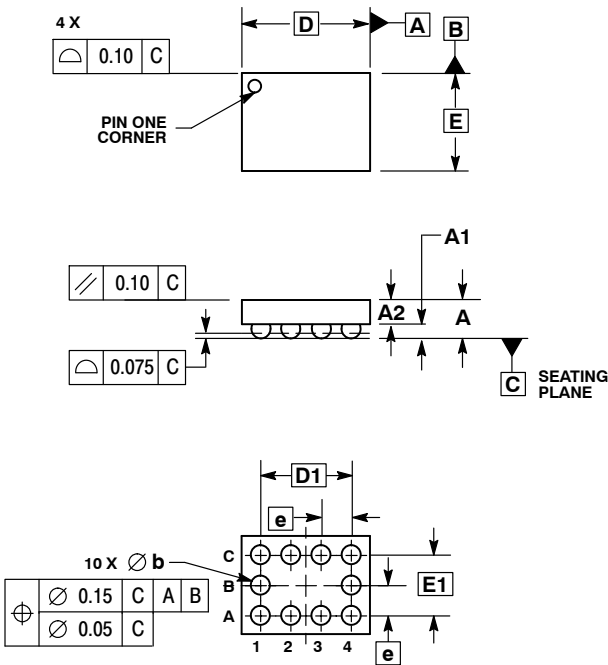 4 X
⌓ 0.10 C
D
A
B
PIN ONE
CORNER
E
A1
⫽ 0.10 C
A2
A
⌓ 0.075 C
C
SEATING
PLANE
D1
e
10 X ∅ b
C
B
A
E1
⌖ ∅ 0.15 C A B
∅ 0.05 C
1 2 3 4
e